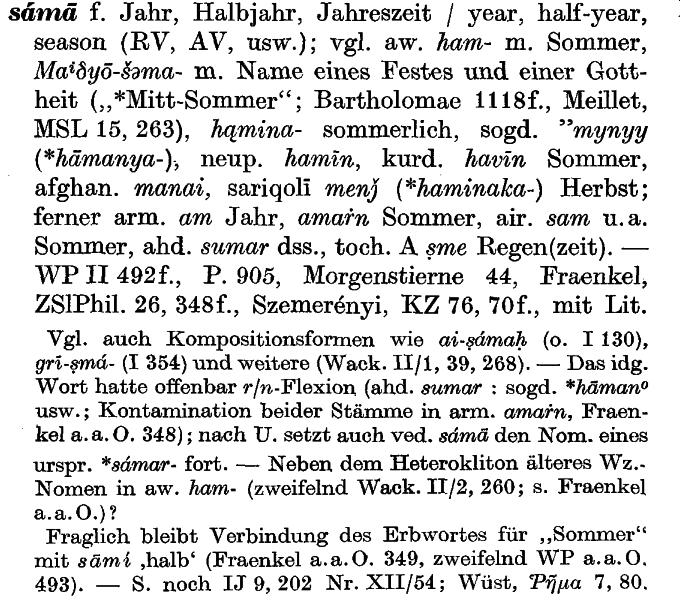 sámā f. Jahr, Halbjahr, Jahreszeit / year, half-year,
season (RV, AV, usw.); vgl. aw. ham- m. Sommer,
Maⁱδyō-šəma- m. Name eines Festes und einer Gott-
heit („*Mitt-Sommer“; Bartholomae 1118f., Meillet,
MSL 15, 263), hąmina- sommerlich, sogd. ’’mynyy
(*hāmanya-), neup. hamīn, kurd. havīn Sommer,
afghan. manai, sariqolī menǰ (*haminaka-) Herbst;
ferner arm. am Jahr, amaṙn Sommer, air. sam u. a.
Sommer, ahd. sumar dss., toch. A ṣme Regen(zeit). —
WP II 492f., P. 905, Morgenstierne 44, Fraenkel,
ZSlPhil. 26, 348f., Szemerényi, KZ 76, 70f., mit Lit.
Vgl. auch Kompositionsformen wie ai-ṣámaḥ (o. I 130),
grī-ṣmá- (I 354) und weitere (Wack. II/1, 39, 268). — Das idg.
Wort hatte offenbar r/n-Flexion (ahd. sumar : sogd. *hāman⁰
usw.; Kontamination beider Stämme in arm. amaṙn, Fraen-
kel a. a. O. 348); nach U. setzt auch ved. sámā den Nom. eines
urspr. *sámar- fort. — Neben dem Heterokliton älteres Wz.-
Nomen in aw. ham- (zweifelnd Wack. II/2, 260; s. Fraenkel
a. a. O.)?
Fraglich bleibt Verbindung des Erbwortes für „Sommer“
mit sāmí ‚halb‘ (Fraenkel a. a. O. 349, zweifelnd WP a. a. O.
493). — S. noch IJ 9, 202 Nr. XII/54; Wüst, Ῥῆμα 7, 80.